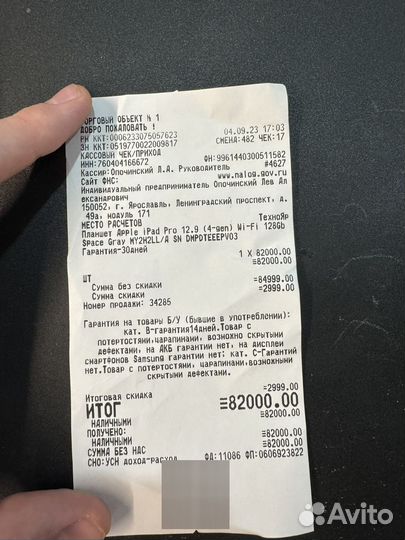 ТОРГОВЫЙ ОБЪЕКТ N 1
ДОБРО ПОЖАЛОВАТЬ !
РН ККТ:0006233075057623 04.09.23 17:03
ЗН ККТ:0519770022009817 СМЕНА:482 ЧЕК:17
КАССОВЫЙ ЧЕК/ПРИХОД
ИНН:760404166672 ФН:9961440300511582
Кассир:Опочинский Л.А. Руководитель #4627
Сайт ФНС: www.nalog.gov.ru
Индивидуальный предприниматель Опочинский Лев Ал
ександрович
150052, г. Ярославль, Ленинградский проспект, д.
49а, модуль 171
МЕСТО РАСЧЕТОВ ТехноЯр
Планшет Apple iPad Pro 12.9 (4-gen) Wi-Fi 128Gb
Space Gray MY2H2LL/A SN DMPDTEEEPV03
Гарантия-30дней
1 X 82000.00
=82000.00
ШТ
Сумма без скидки =84999.00
Сумма скидки =2999.00
Номер продажи: 34285
Гарантия на товары Б/У (бывшие в употреблении):
кат. В-гарантия14дней.Товар с
потертостями,царапинами, возможно скрытыми
дефектами, на АКБ гарантии нет, на дисплеи
смартфонов Samsung гарантии нет; кат. С-Гарантий
нет.Товар с потертостями, царапинами,возможными
скрытыми дефектами.
Итоговая скидка =2999.00
ИТОГ =82000.00
НАЛИЧНЫМИ =82000.00
ПОЛУЧЕНО:
НАЛИЧНЫМИ =82000.00
СУММА БЕЗ НДС =82000.00
СНО:УСН доход-расход ФД:11086 ФП:0606923822
Avito